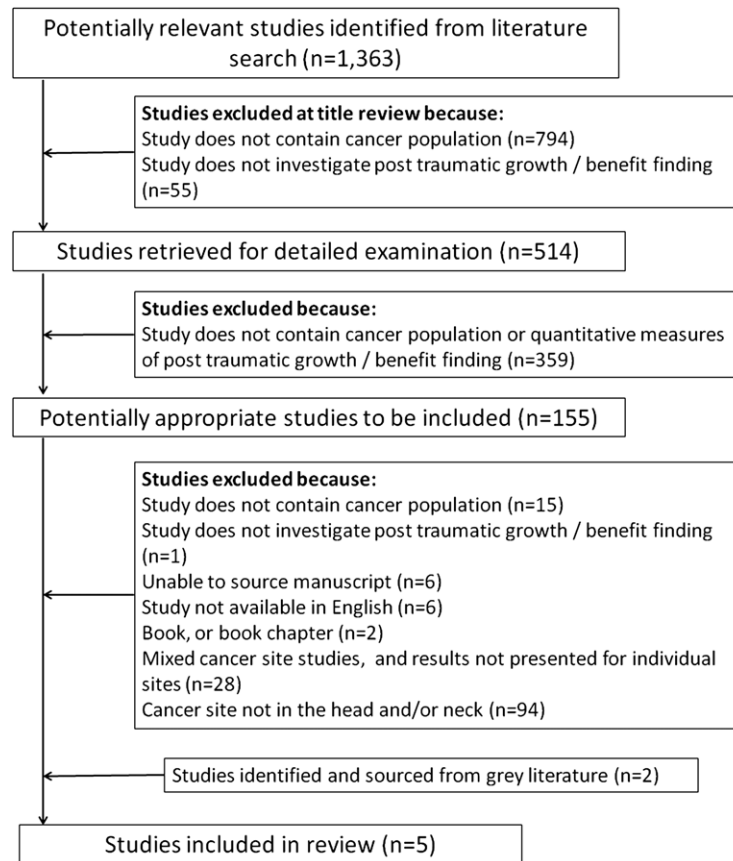 Potentially relevant studies identified from literature
search (n=1,363)
Studies excluded at title review because:
Study does not contain cancer population (n=794)
Study does not investigate post traumatic growth / benefit finding
(n=55)
Studies retrieved for detailed examination (n=514)
Studies excluded because:
Study does not contain cancer population or quantitative measures
of post traumatic growth / benefit finding (n=359)
Potentially appropriate studies to be included (n=155)
Studies excluded because:
Study does not contain cancer population (n=15)
Study does not investigate post traumatic growth / benefit finding
(n=1)
Unable to source manuscript (n=6)
Study not available in English (n=6)
Book, or book chapter (n=2)
Mixed cancer site studies, and results not presented for individual
sites (n=28)
Cancer site not in the head and/or neck (n=94)
Studies identified and sourced from grey literature (n=2)
Studies included in review (n=5)